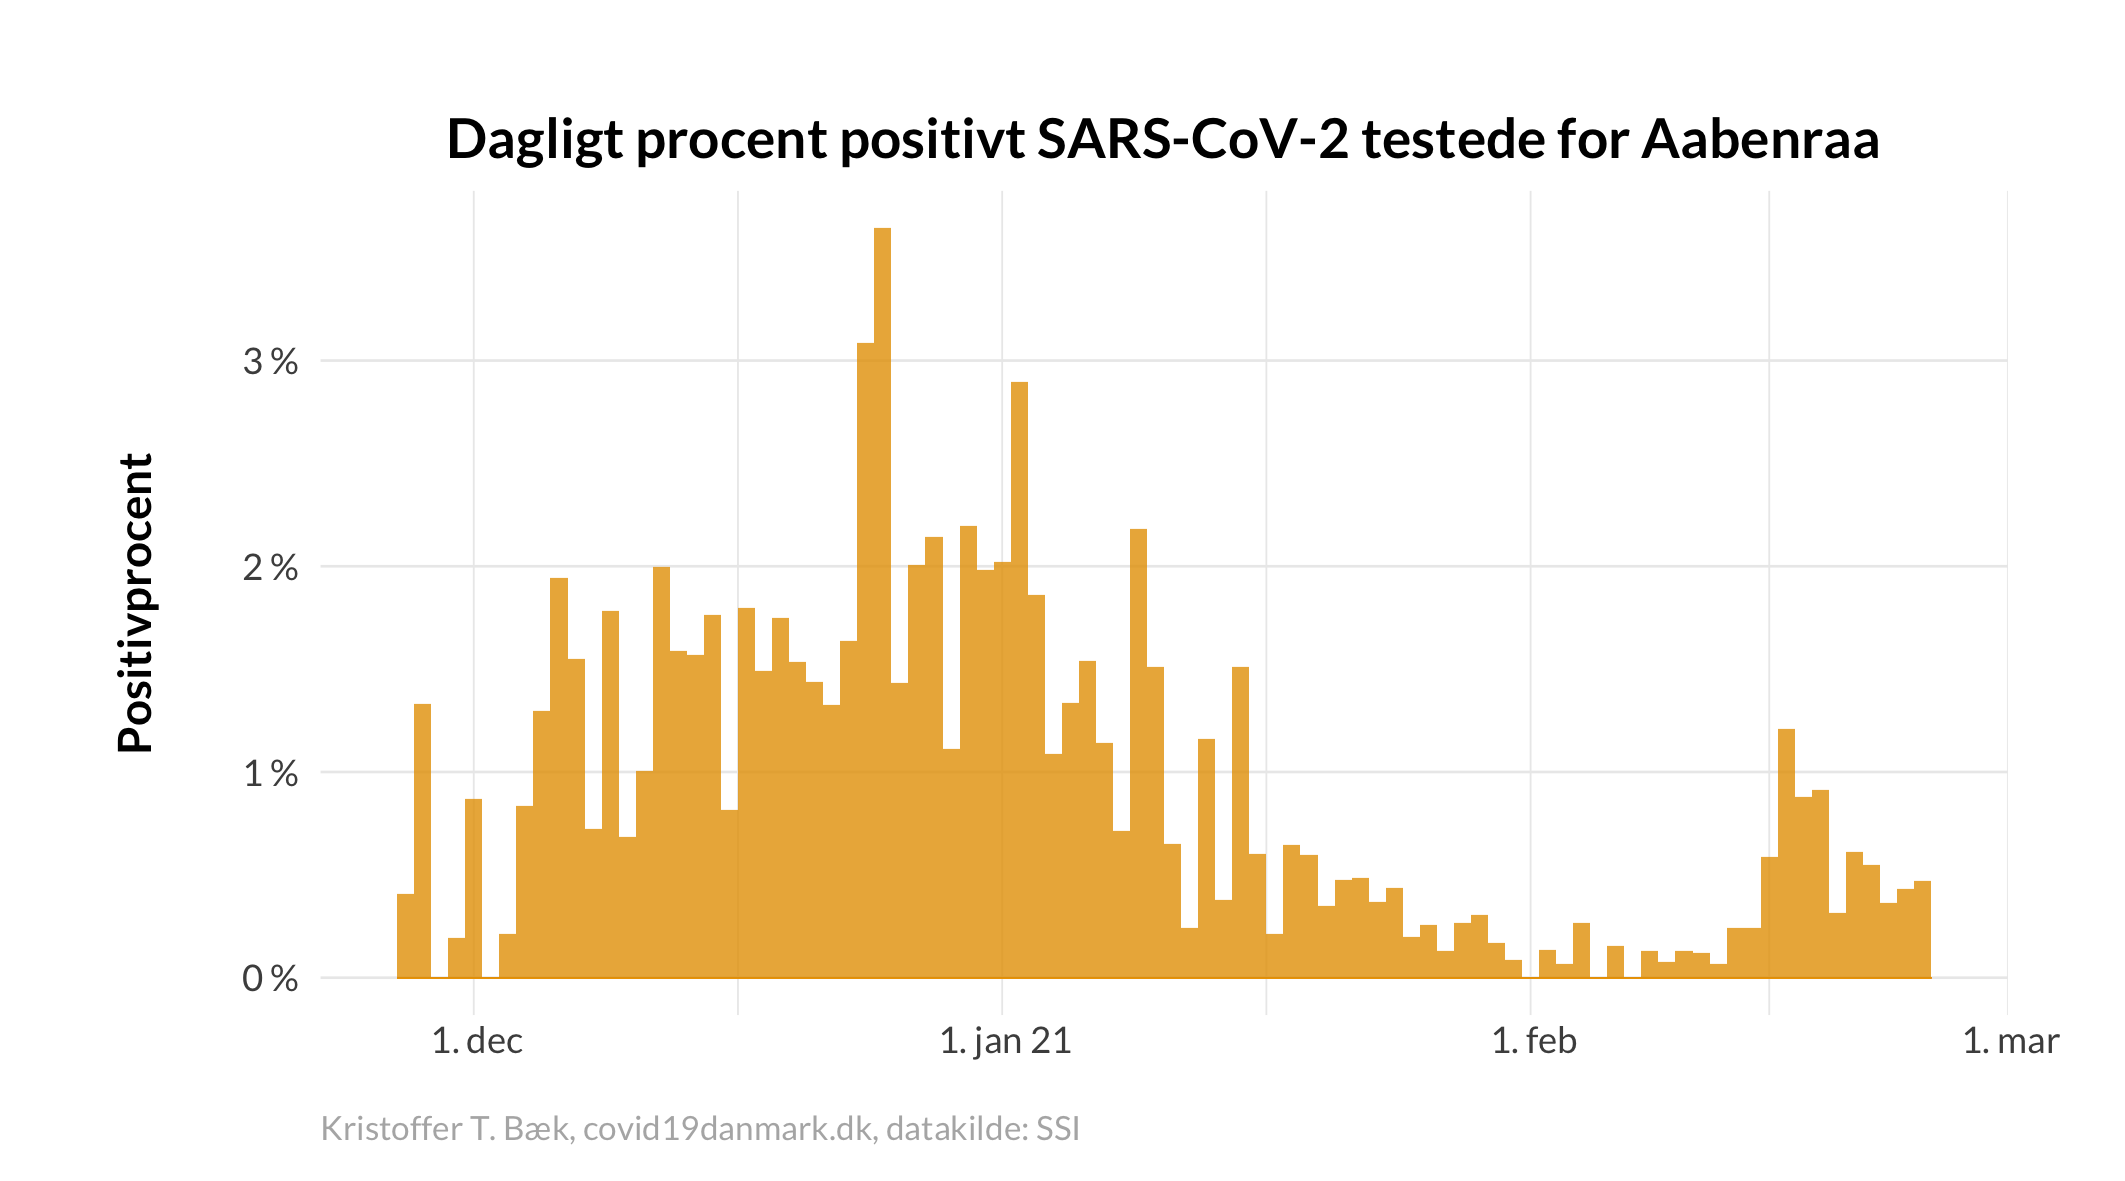 Dagligt procent positivt SARS-CoV-2 testede for Aabenraa
Positivprocent
3 %
2 %
1 %
0 %
1. dec
1. jan 21
1. feb
1. mar
Kristoffer T. Bæk, covid19danmark.dk, datakilde: SSI